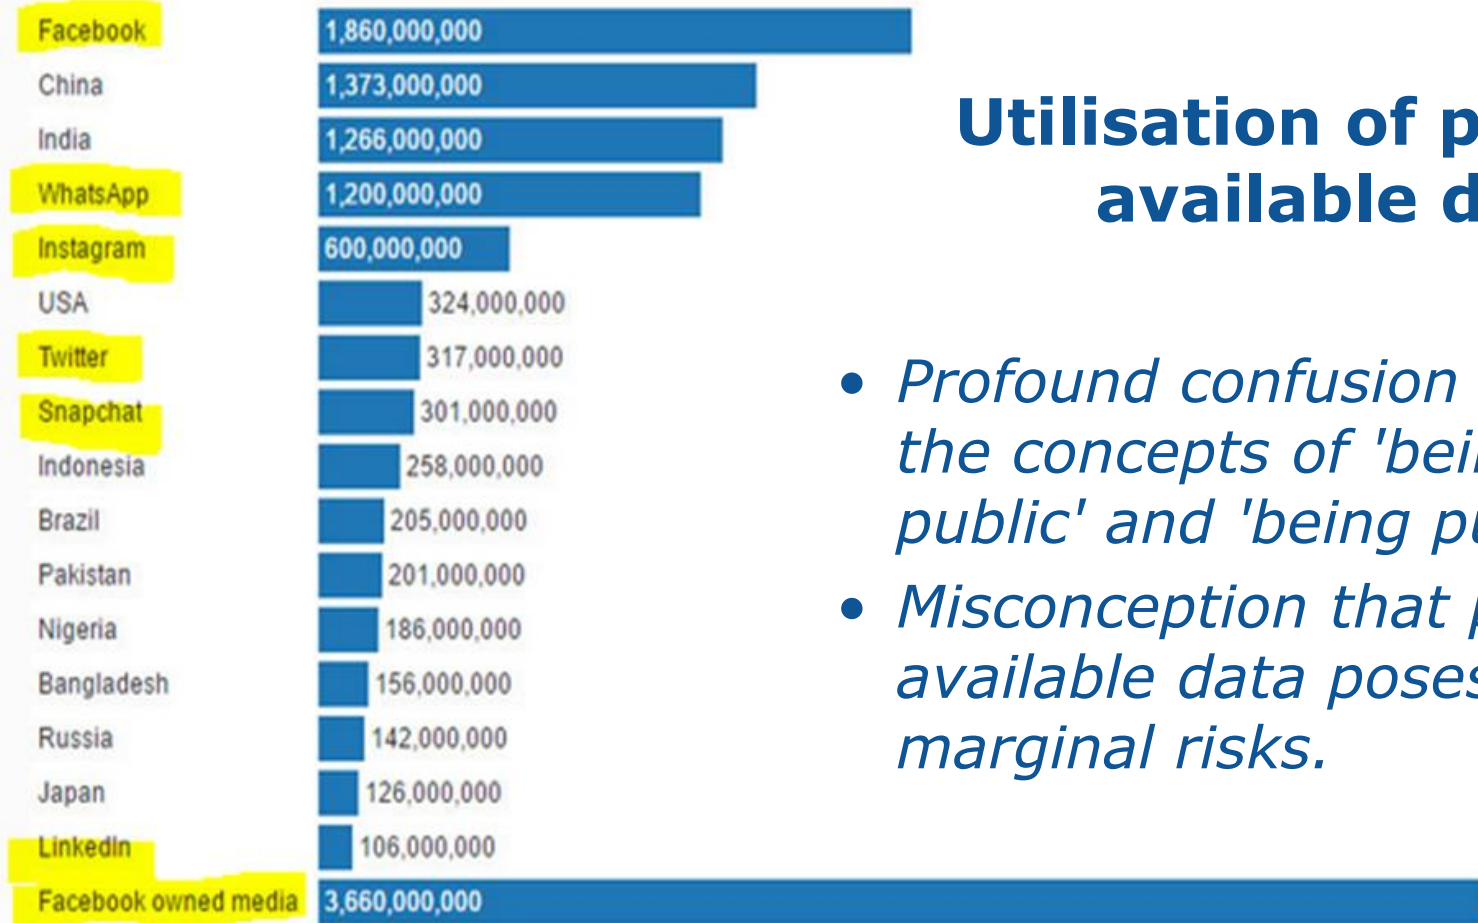 Facebook 1,860,000,000
China 1,373,000,000
India 1,266,000,000
WhatsApp 1,200,000,000
Instagram 600,000,000
USA 324,000,000
Twitter 317,000,000
Snapchat 301,000,000
Indonesia 258,000,000
Brazil 205,000,000
Pakistan 201,000,000
Nigeria 186,000,000
Bangladesh 156,000,000
Russia 142,000,000
Japan 126,000,000
LinkedIn 106,000,000
Facebook owned media 3,660,000,000
Utilisation of
available
• Profound confusion
the concepts of
public' and 'being
• Misconception that
available data poses
marginal risks.